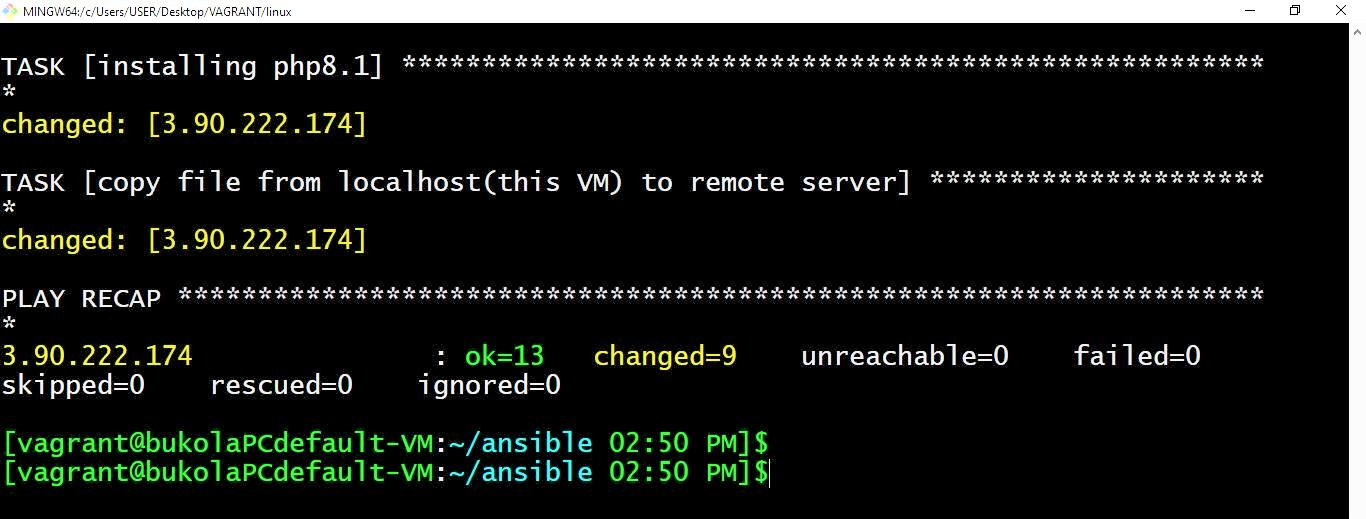 MINGW64:/c/Users/USER/Desktop/VAGRANT/linux
TASK [installing php8.1] ******************************************************
*
changed: [3.90.222.174]
TASK [copy file from localhost(this VM) to remote server] *********************
*
changed: [3.90.222.174]
PLAY RECAP ********************************************************************
*
3.90.222.174               : ok=13   changed=9    unreachable=0    failed=0
skipped=0    rescued=0    ignored=0
[vagrant@bukolaPCdefault-VM:~/ansible 02:50 PM]$
[vagrant@bukolaPCdefault-VM:~/ansible 02:50 PM]$